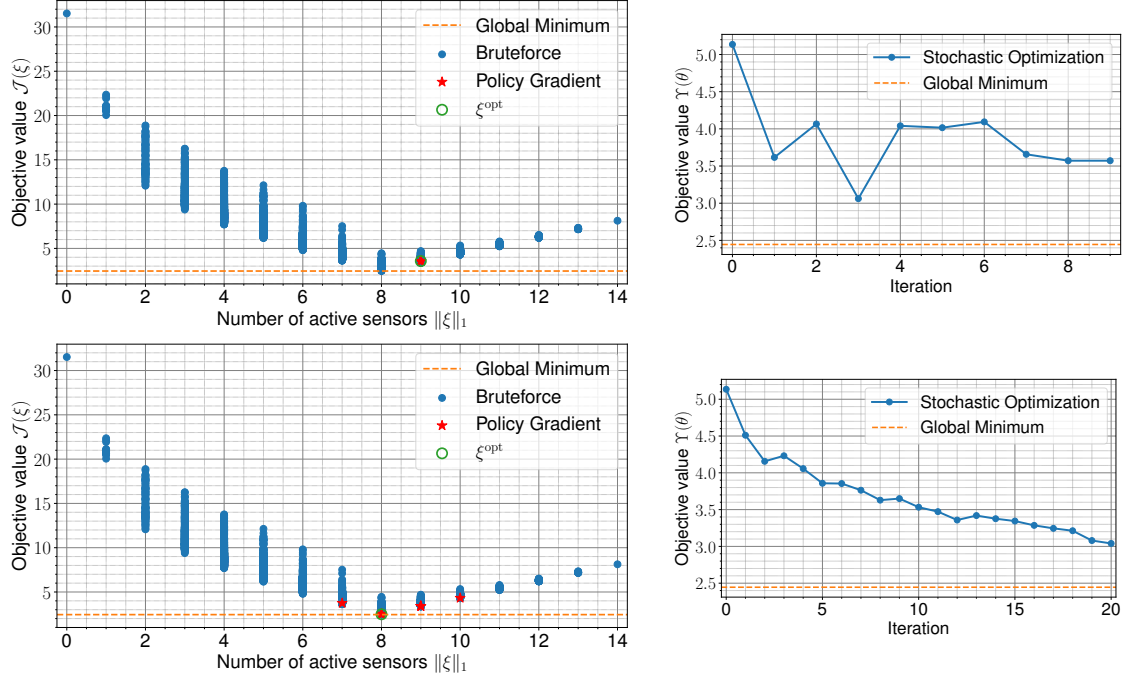 Objective value 𝒥(ξ)
30
25
20
15
10
5
Global Minimum
Bruteforce
Policy Gradient
ξ^opt
0 2 4 6 8 10 12 14
Number of active sensors ∥ξ∥₁
Objective value Υ(θ)
5.0
4.5
4.0
3.5
3.0
2.5
Stochastic Optimization
Global Minimum
0 2 4 6 8
Iteration
Objective value 𝒥(ξ)
30
25
20
15
10
5
Global Minimum
Bruteforce
Policy Gradient
ξ^opt
0 2 4 6 8 10 12 14
Number of active sensors ∥ξ∥₁
Objective value Υ(θ)
5.0
4.5
4.0
3.5
3.0
2.5
Stochastic Optimization
Global Minimum
0 5 10 15 20
Iteration